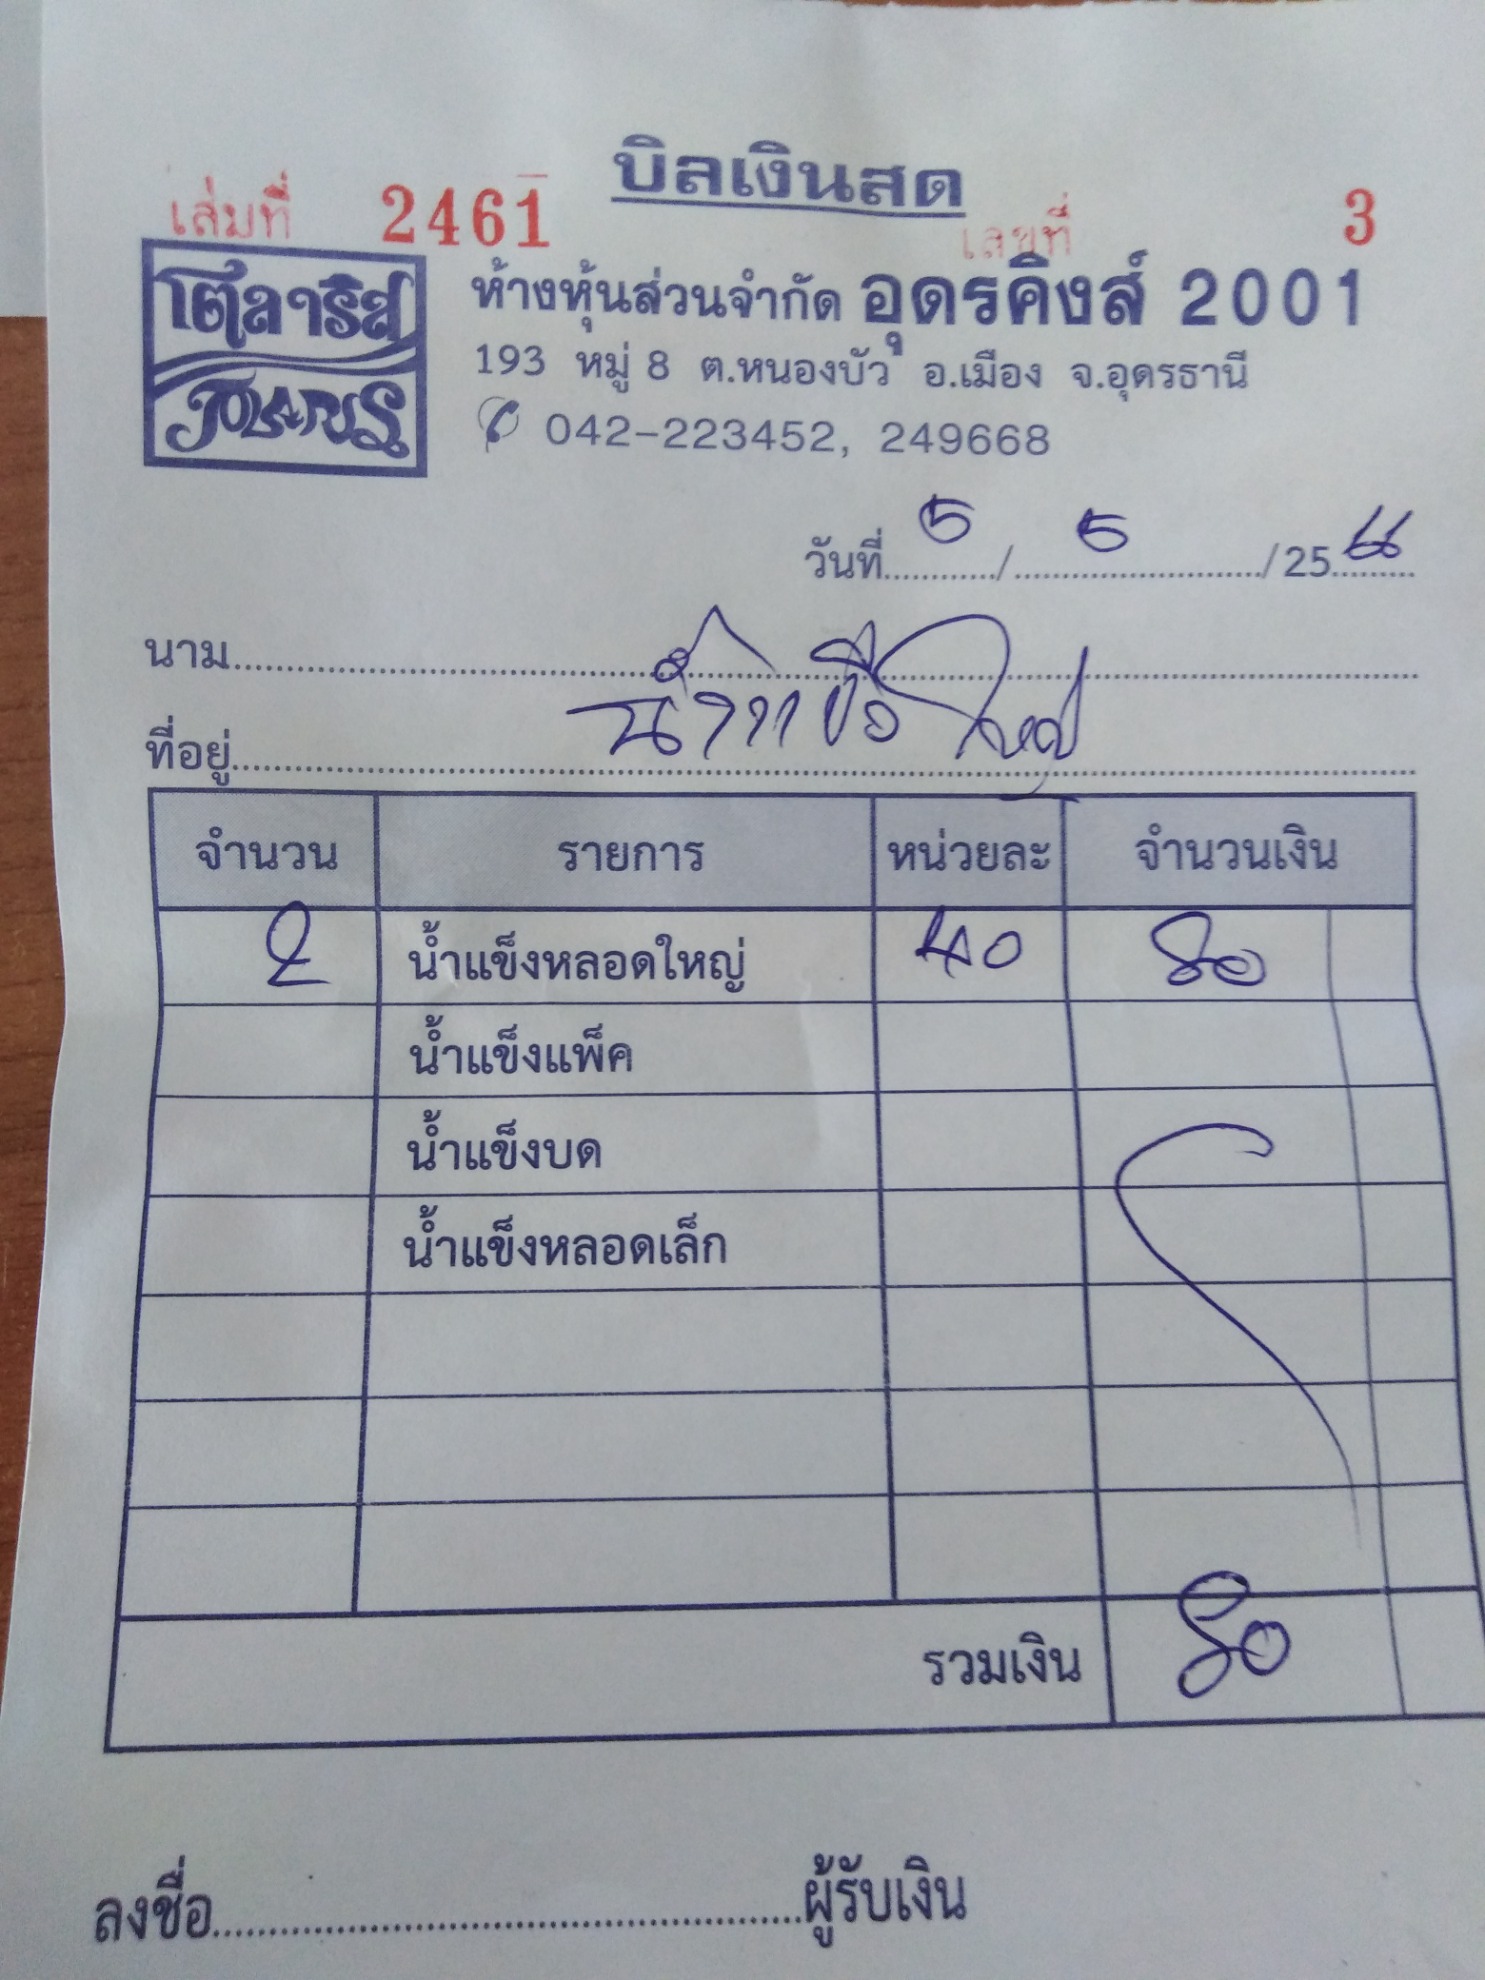 บิลเงินสด
เล่มที่ 2461 เลขที่ 3
โพลาริส
ห้างหุ้นส่วนจำกัด อุดรคิงส์ 2001
193 หมู่ 8 ต.หนองบัว อ.เมือง จ.อุดรธานี
042-223452, 249668
วันที่ 5 / 5 / 25
นาม
ที่อยู่
จำนวน รายการ หน่วยละ จำนวนเงิน
2 น้ำแข็งหลอดใหญ่ 40 80
น้ำแข็งแพ็ค
น้ำแข็งบด
น้ำแข็งหลอดเล็ก
รวมเงิน 80
ลงชื่อ ผู้รับเงิน